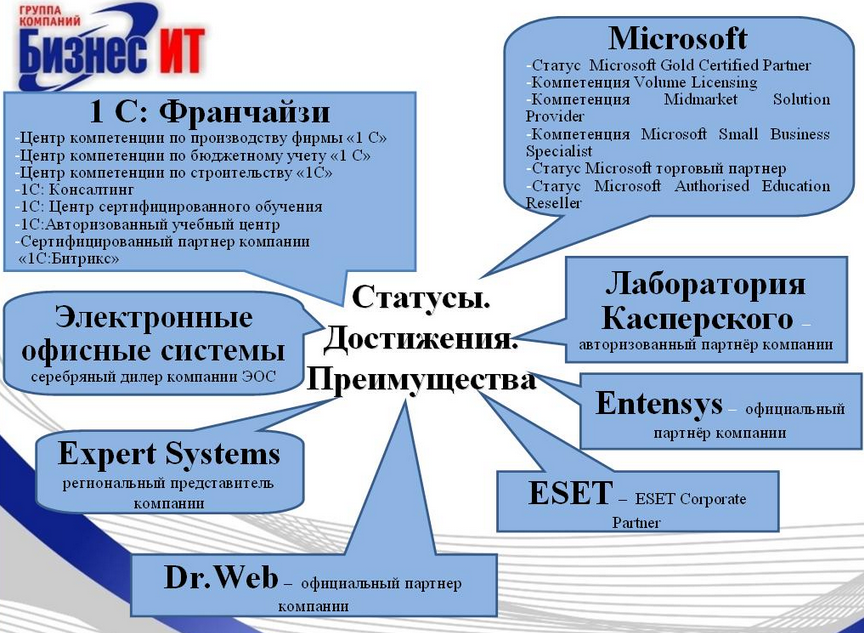 ГРУППА
КОМПАНИЙ
Бизнес ИТ
1 С: Франчайзи
-Центр компетенции по производству фирмы «1 С»
-Центр компетенции по бюджетному учету «1 С»
-Центр компетенции по строительству «1С»
-1С: Консалтинг
-1С: Центр сертифицированного обучения
-1С:Авторизованный учебный центр
-Сертифицированный партнер компании
«1С:Битрикс»
Microsoft
-Статус Microsoft Gold Certified Partner
-Компетенция Volume Licensing
-Компетенция Midmarket Solution
Provider
-Компетенция Microsoft Small Business
Specialist
-Статус Microsoft торговый партнер
-Статус Microsoft Authorised Education
Reseller
Статусы.
Достижения.
Преимущества
Электронные
офисные системы
серебряный дилер компании ЭОС
Лаборатория
Касперского –
авторизованный партнёр компании
Expert Systems
региональный представитель
компании
Entensys – официальный
партнёр компании
ESET – ESET Corporate
Partner
Dr.Web – официальный партнер
компании